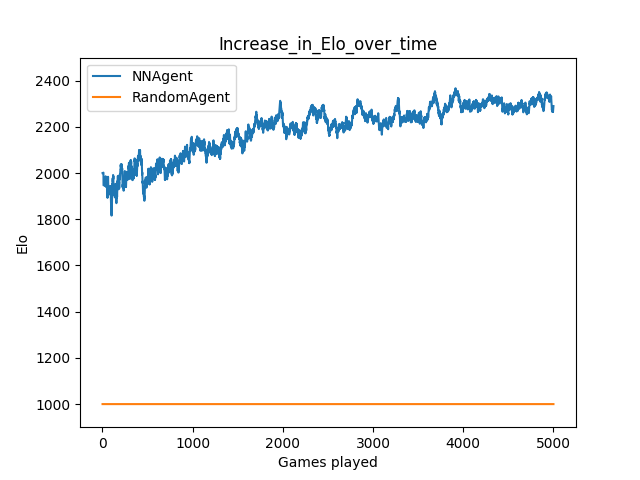 Increase_in_Elo_over_time
NNAgent
RandomAgent
2400
2200
2000
1800
1600
1400
1200
1000
Elo
0 1000 2000 3000 4000 5000
Games played